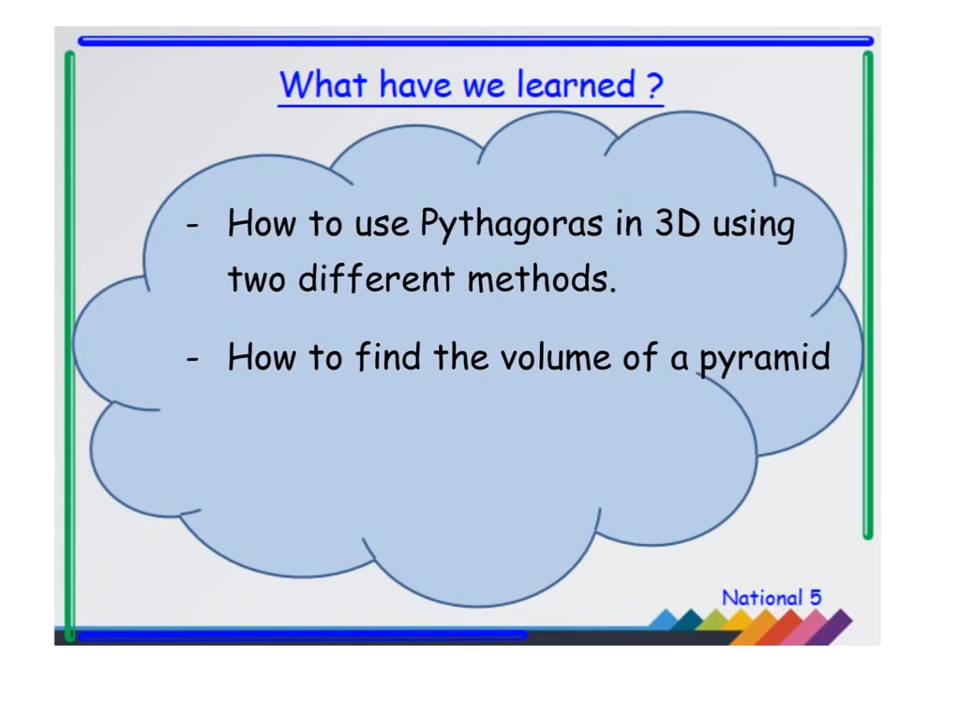 What have we learned ?
- How to use Pythagoras in 3D using
two different methods.
- How to find the volume of a pyramid
National 5